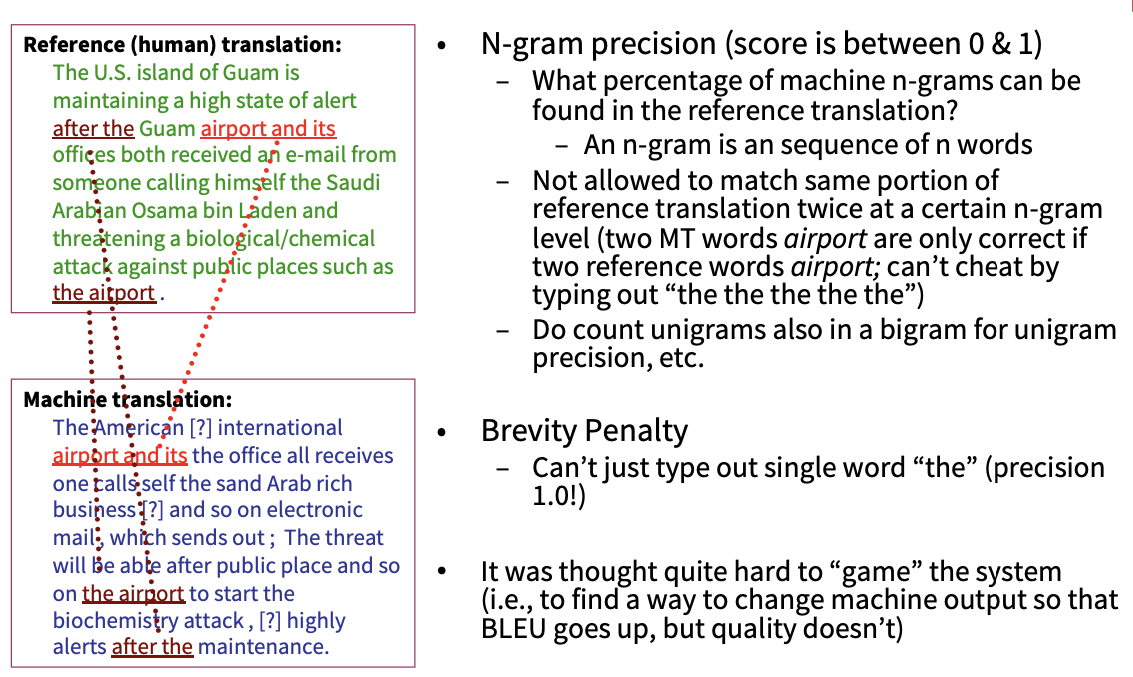 Reference (human) translation:
The U.S. island of Guam is
maintaining a high state of alert
after the Guam airport and its
offices both received an e-mail from
someone calling himself the Saudi
Arabian Osama bin Laden and
threatening a biological/chemical
attack against public places such as
the airport .
Machine translation:
The American [?] international
airport and its the office all receives
one calls self the sand Arab rich
business [?] and so on electronic
mail , which sends out ; The threat
will be able after public place and so
on the airport to start the
biochemistry attack , [?] highly
alerts after the maintenance.
• N-gram precision (score is between 0 & 1)
– What percentage of machine n-grams can be
found in the reference translation?
– An n-gram is an sequence of n words
– Not allowed to match same portion of
reference translation twice at a certain n-gram
level (two MT words airport are only correct if
two reference words airport; can’t cheat by
typing out “the the the the the”)
– Do count unigrams also in a bigram for unigram
precision, etc.
• Brevity Penalty
– Can’t just type out single word “the” (precision
1.0!)
• It was thought quite hard to “game” the system
(i.e., to find a way to change machine output so that
BLEU goes up, but quality doesn’t)